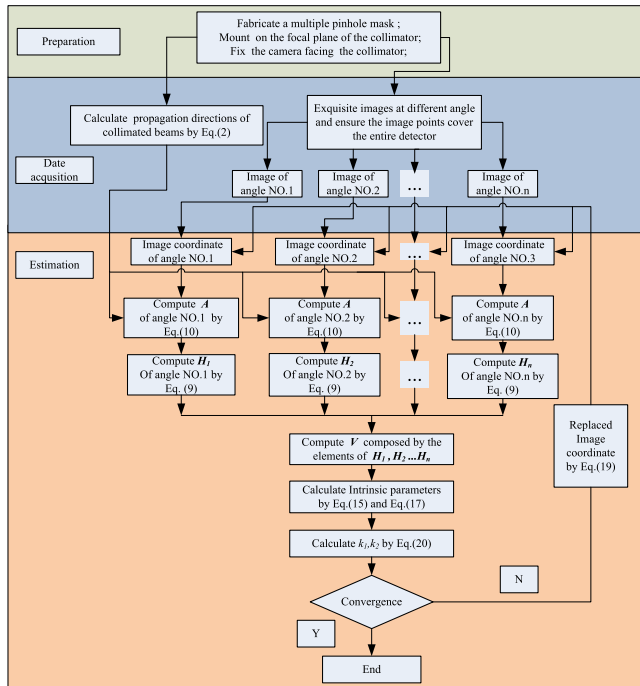 Fabricate a multiple pinhole mask ;
Mount on the focal plane of the collimator;
Fix the camera facing the collimator;
Preparation
Calculate propagation directions of
collimated beams by Eq.(2)
Exquisite images at different angle
and ensure the image points cover
the entire detector
Date
acqusition
Image of
angle NO.1
Image of
angle NO.2
...
Image of
angle NO.n
Estimation
Image coordinate
of angle NO.1
Image coordinate
of angle NO.2
...
Image coordinate
of angle NO.3
Compute A
of angle NO.1 by
Eq.(10)
Compute A
of angle NO.2 by
Eq.(10)
...
Compute A
of angle NO.n by
Eq.(10)
Compute H1
Of angle NO.1 by
Eq. (9)
Compute H2
Of angle NO.2 by
Eq. (9)
...
Compute Hn
Of angle NO.n by
Eq. (9)
Replaced
Image
coordinate
by Eq.(19)
Compute V composed by the
elements of H1 , H2 ...Hn
Calculate Intrinsic parameters
by Eq.(15) and Eq.(17)
Calculate k1,k2 by Eq.(20)
N
Convergence
Y
End